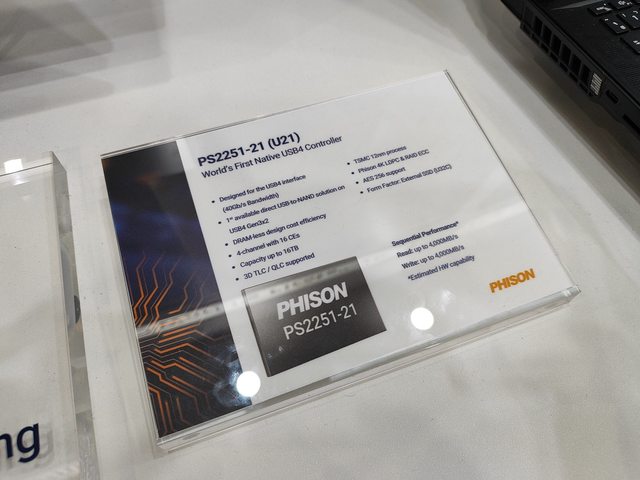 PS2251-21 (U21)
World's First Native USB4 Controller
• Designed for the USB4 interface
(40Gb/s Bandwidth)
• 1st available direct USB-to-NAND solution on
USB4 Gen3x2
• DRAM-less design cost efficiency
• 4-channel with 16 CEs
• Capacity up to 16TB
• 3D TLC / QLC supported
• TSMC 12nm process
• Phison 4K LDPC & RAID ECC
• AES 256 support
• Form Factor: External SSD (U32C)
Sequential Performance*
Read: up to 4,000MB/s
Write: up to 4,000MB/s
*Estimated HW capability
PHISON
PS2251-21
PHISON
ng